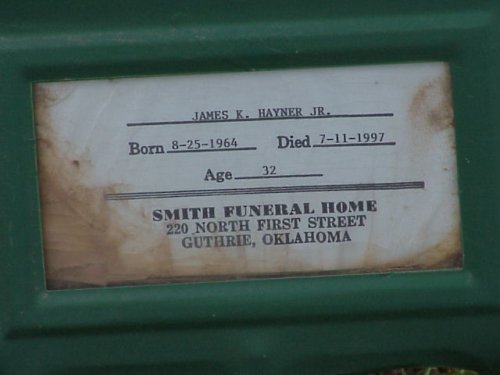 JAMES K. HAYNER JR.
Born 8-25-1964 Died 7-11-1997
Age 32
SMITH FUNERAL HOME
220 NORTH FIRST STREET
GUTHRIE, OKLAHOMA